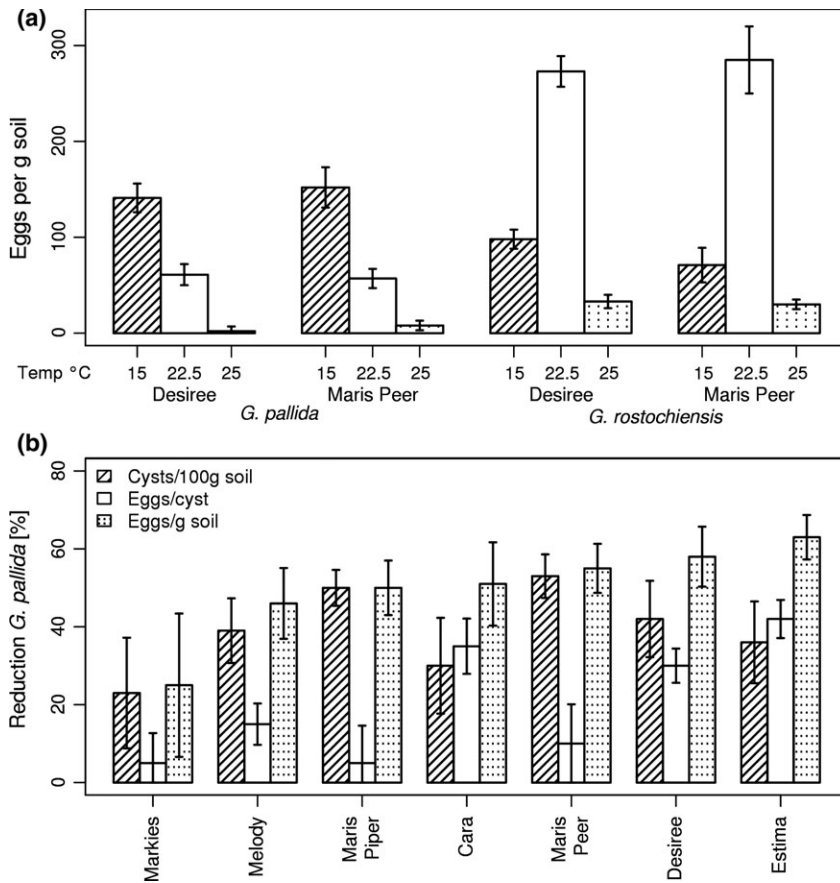 (a)
Eggs per g soil
300
200
100
0
Temp °C 15 22.5 25 15 22.5 25 15 22.5 25 15 22.5 25
Desiree Maris Peer Desiree Maris Peer
G. pallida G. rostochiensis
(b)
Reduction G. pallida [%]
80
60
40
20
0
Cysts/100g soil
Eggs/cyst
Eggs/g soil
Markies
Melody
Maris
Piper
Cara
Maris
Peer
Desiree
Estima